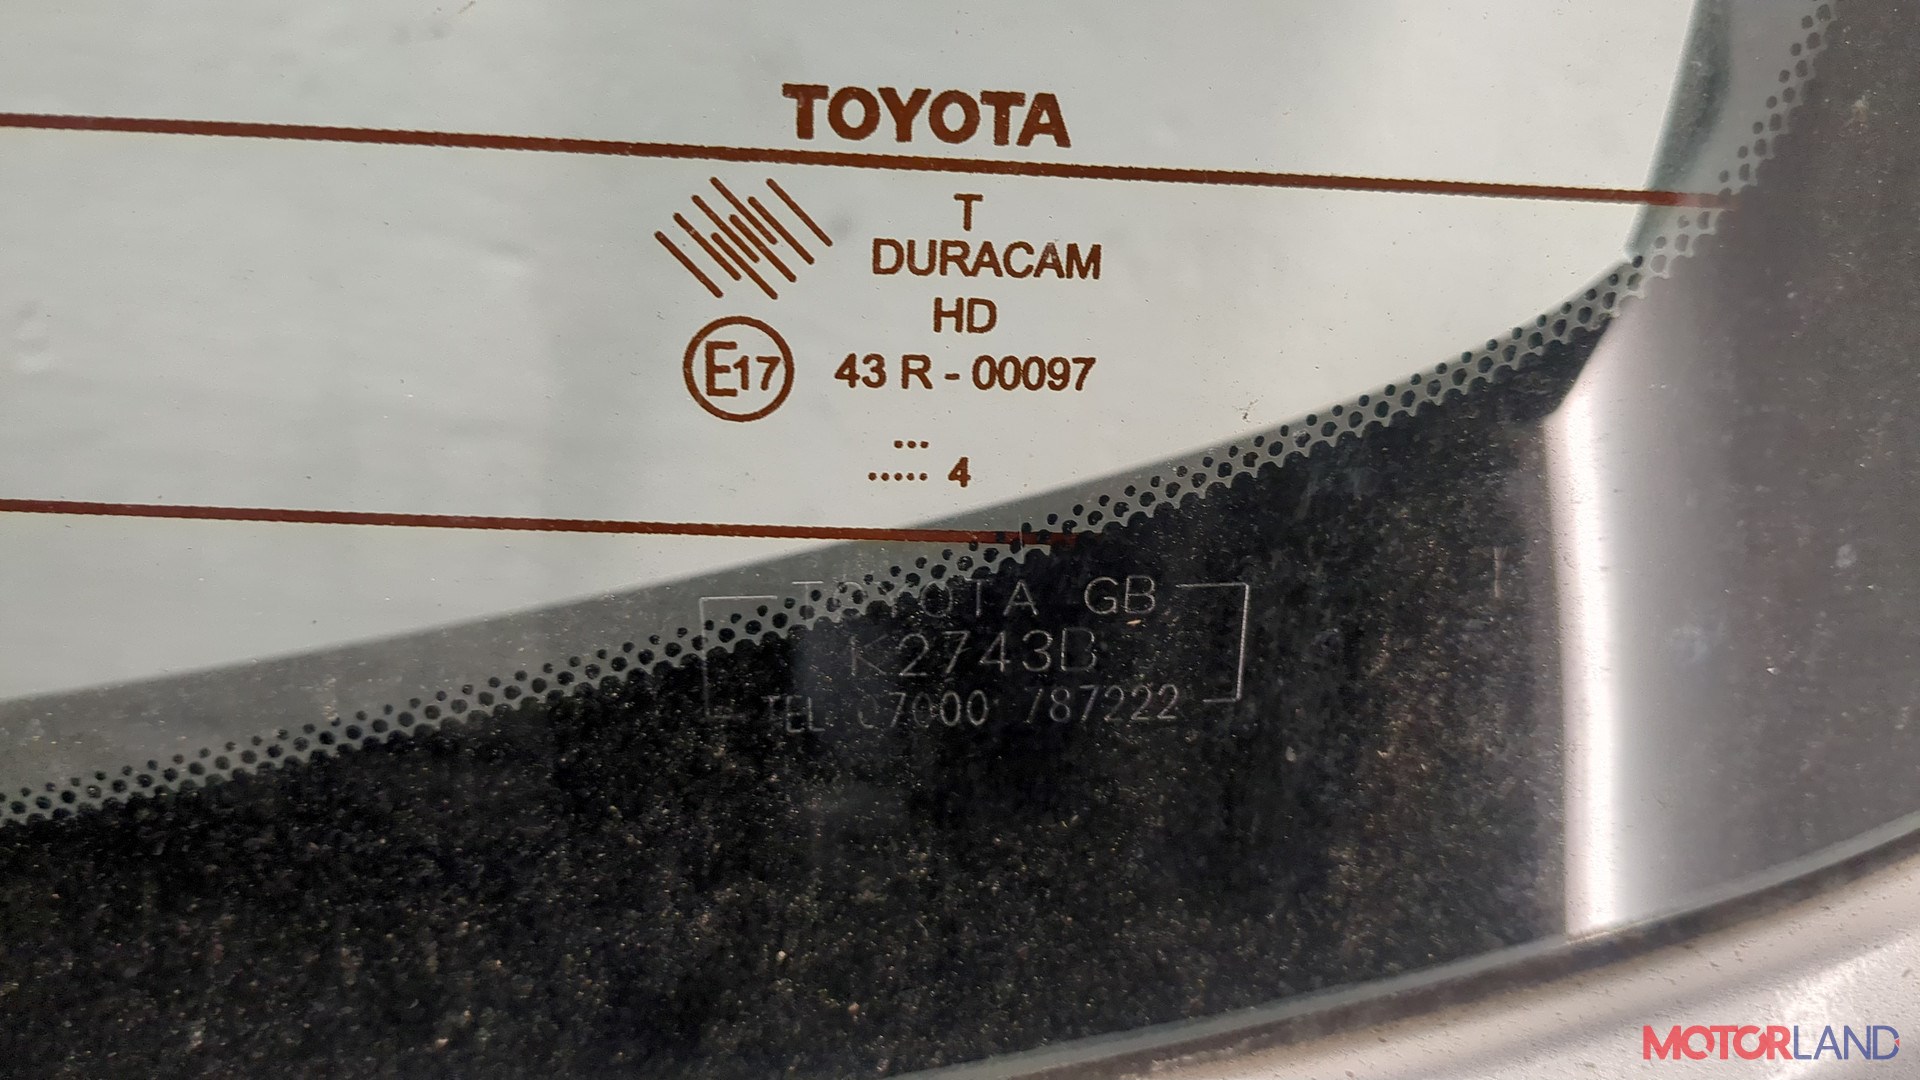 TOYOTA
T
DURACAM
HD
E17 43 R - 00097
...
..... 4
TOYOTA GB
K2743B
TEL 07000 787222
MOTORLAND